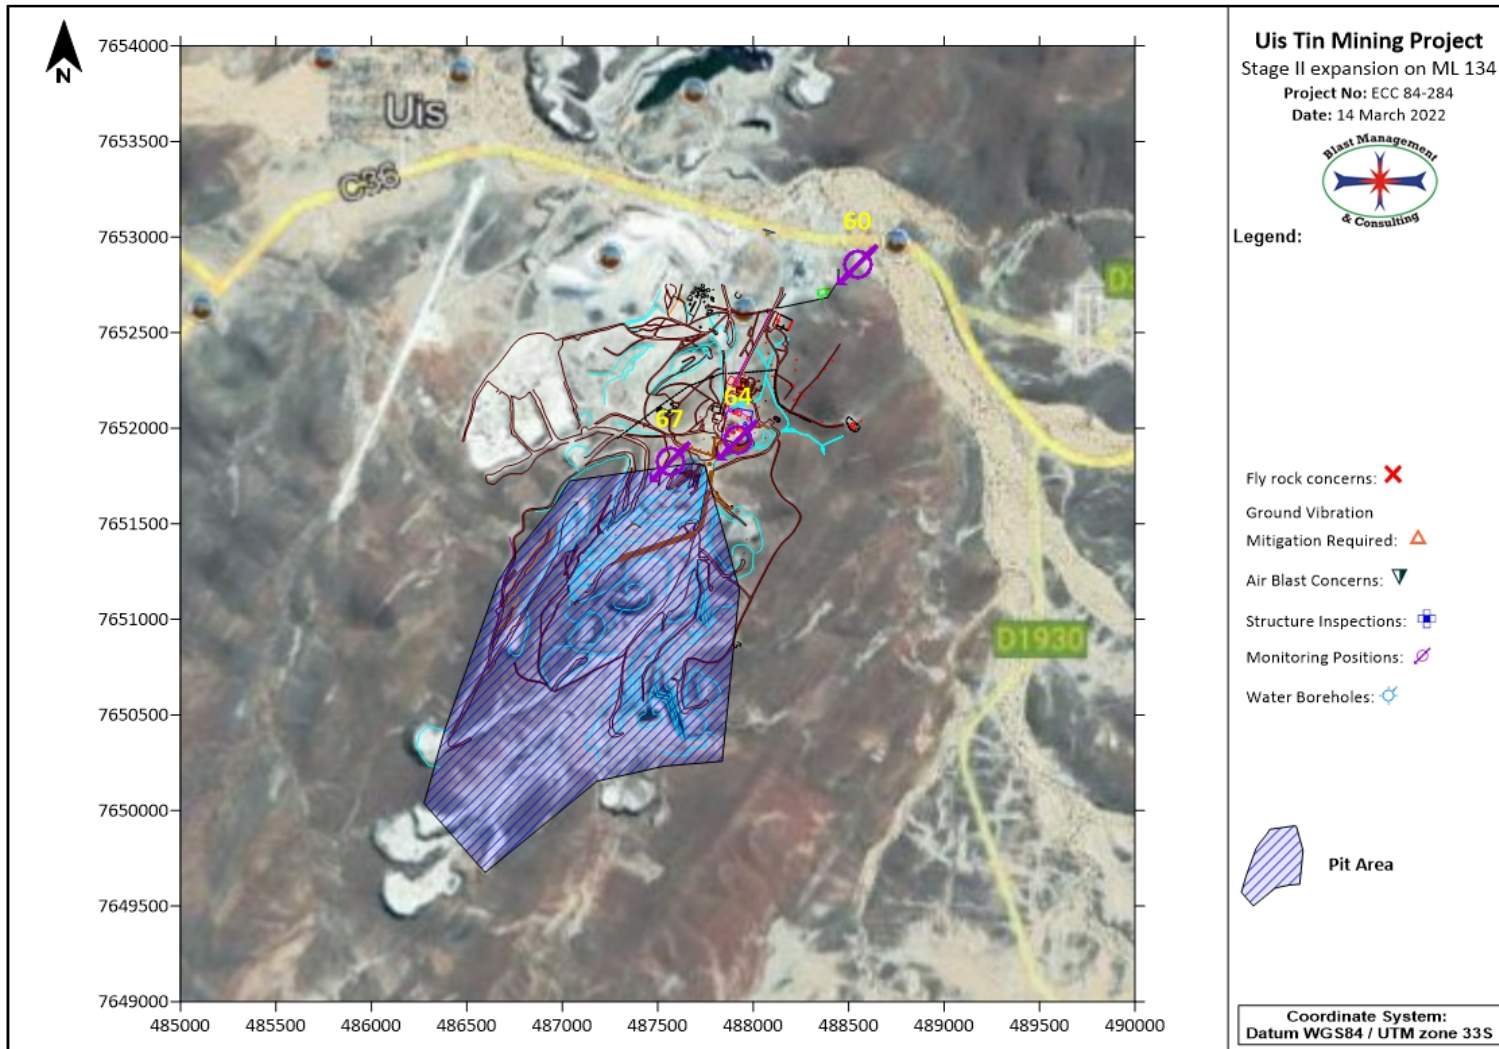 N
7654000
7653500
7653000
7652500
7652000
7651500
7651000
7650500
7650000
7649500
7649000
485000
485500
486000
486500
487000
487500
488000
488500
489000
489500
490000
Uis
C36
60
64
67
D1930
Uis Tin Mining Project
Stage II expansion on ML 134
Project No: ECC 84-284
Date: 14 March 2022
Blast Management
& Consulting
Legend:
Fly rock concerns:
Ground Vibration
Mitigation Required:
Air Blast Concerns:
Structure Inspections:
Monitoring Positions:
Water Boreholes:
Pit Area
Coordinate System:
Datum WGS84 / UTM zone 33S